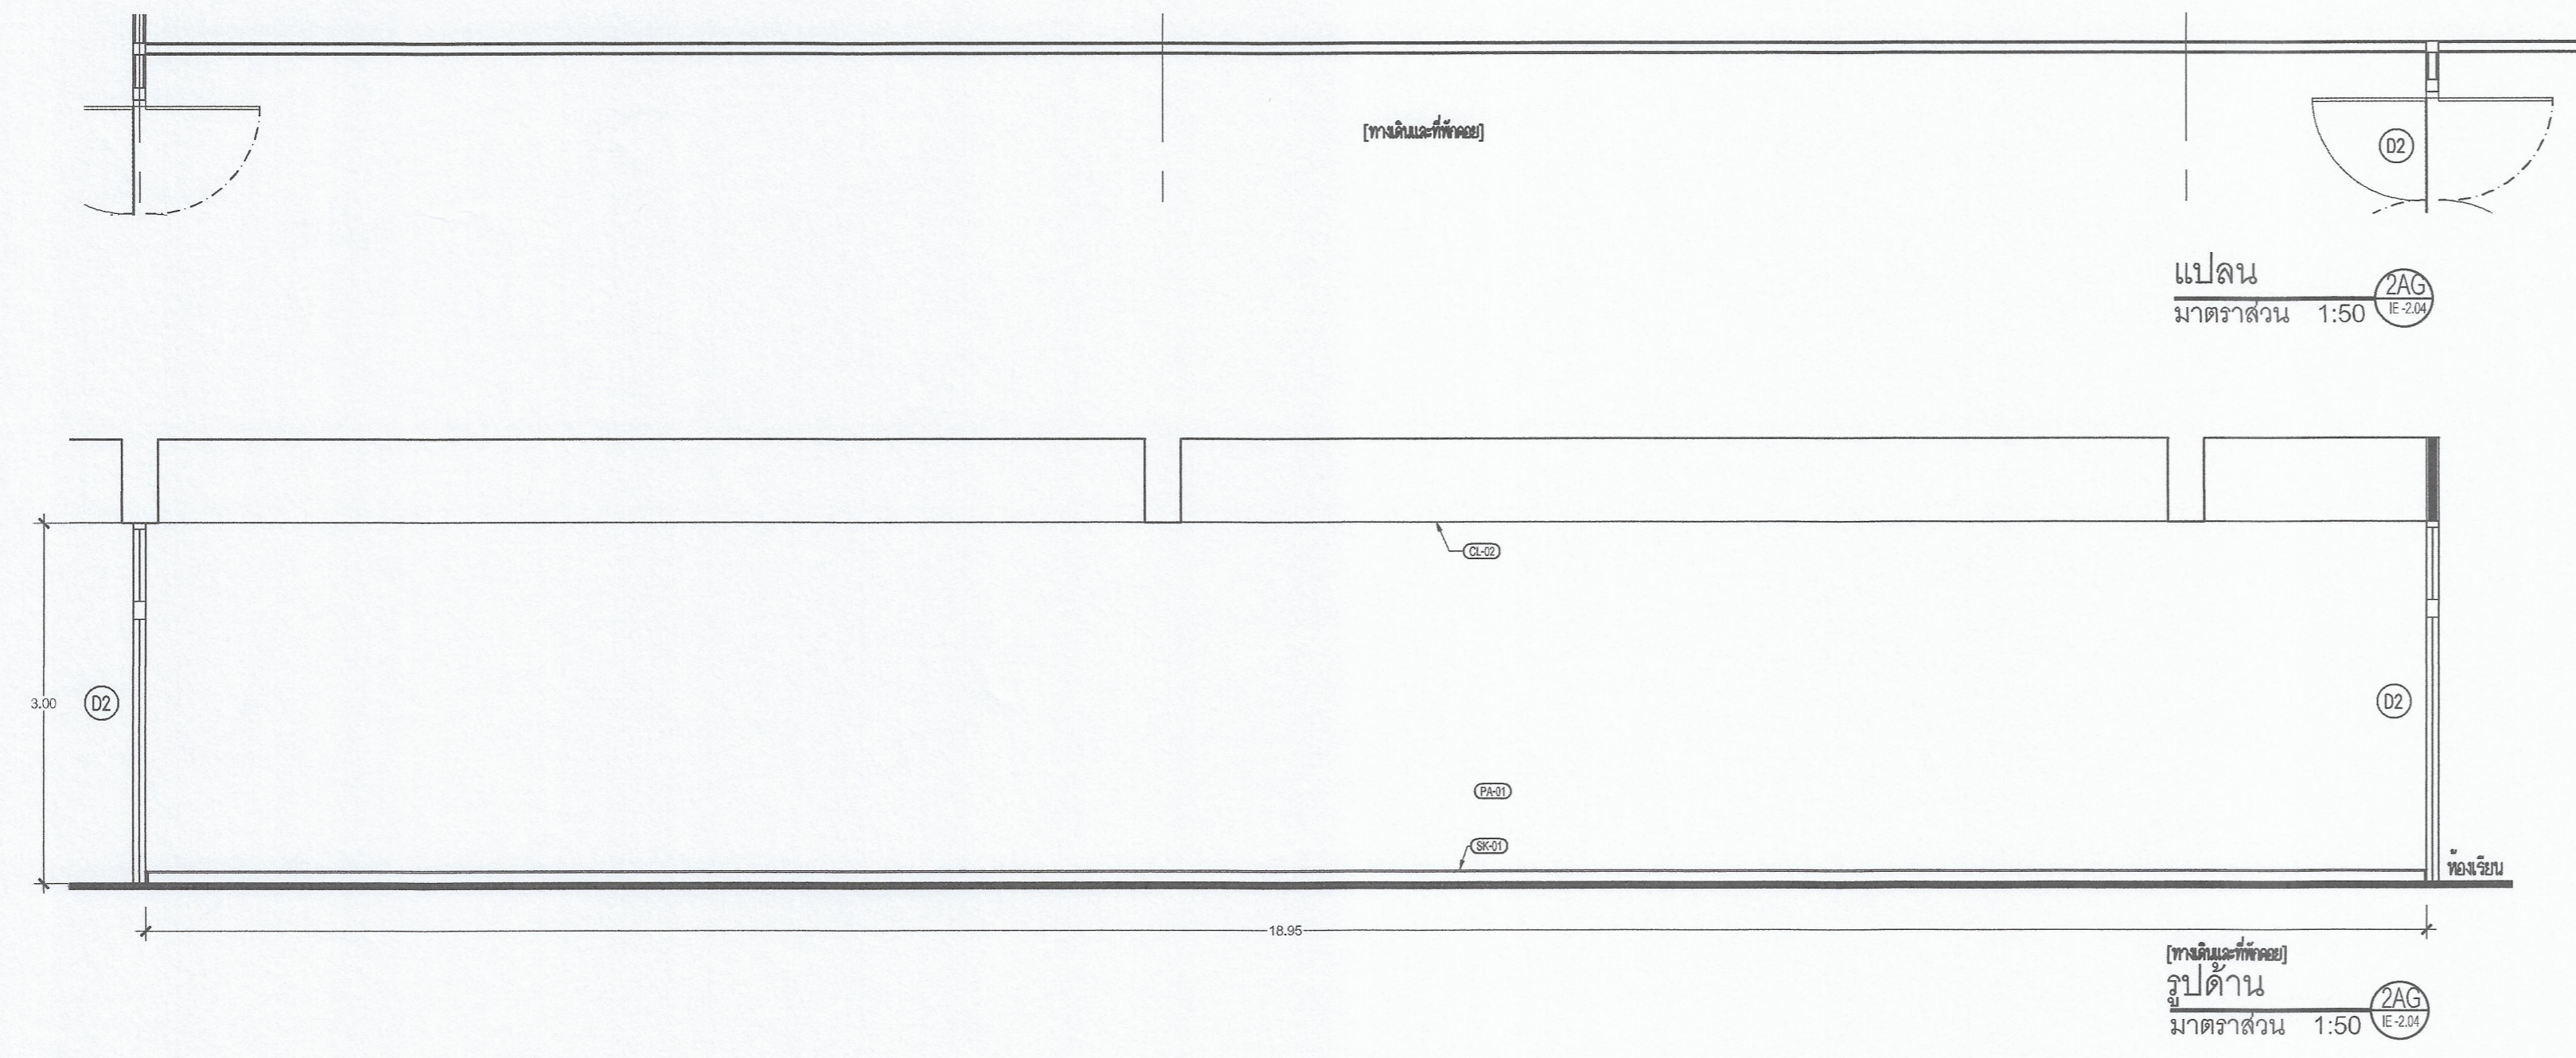 [ทางเดินและที่พักคอย]
D2
แปลน
มาตราส่วน 1:50
2AG
IE-2.04
CL-02
3.00
D2
D2
PA-01
SK-01
ห้องเรียน
18.95
[ทางเดินและที่พักคอย]
รูปด้าน
มาตราส่วน 1:50
2AG
IE-2.04